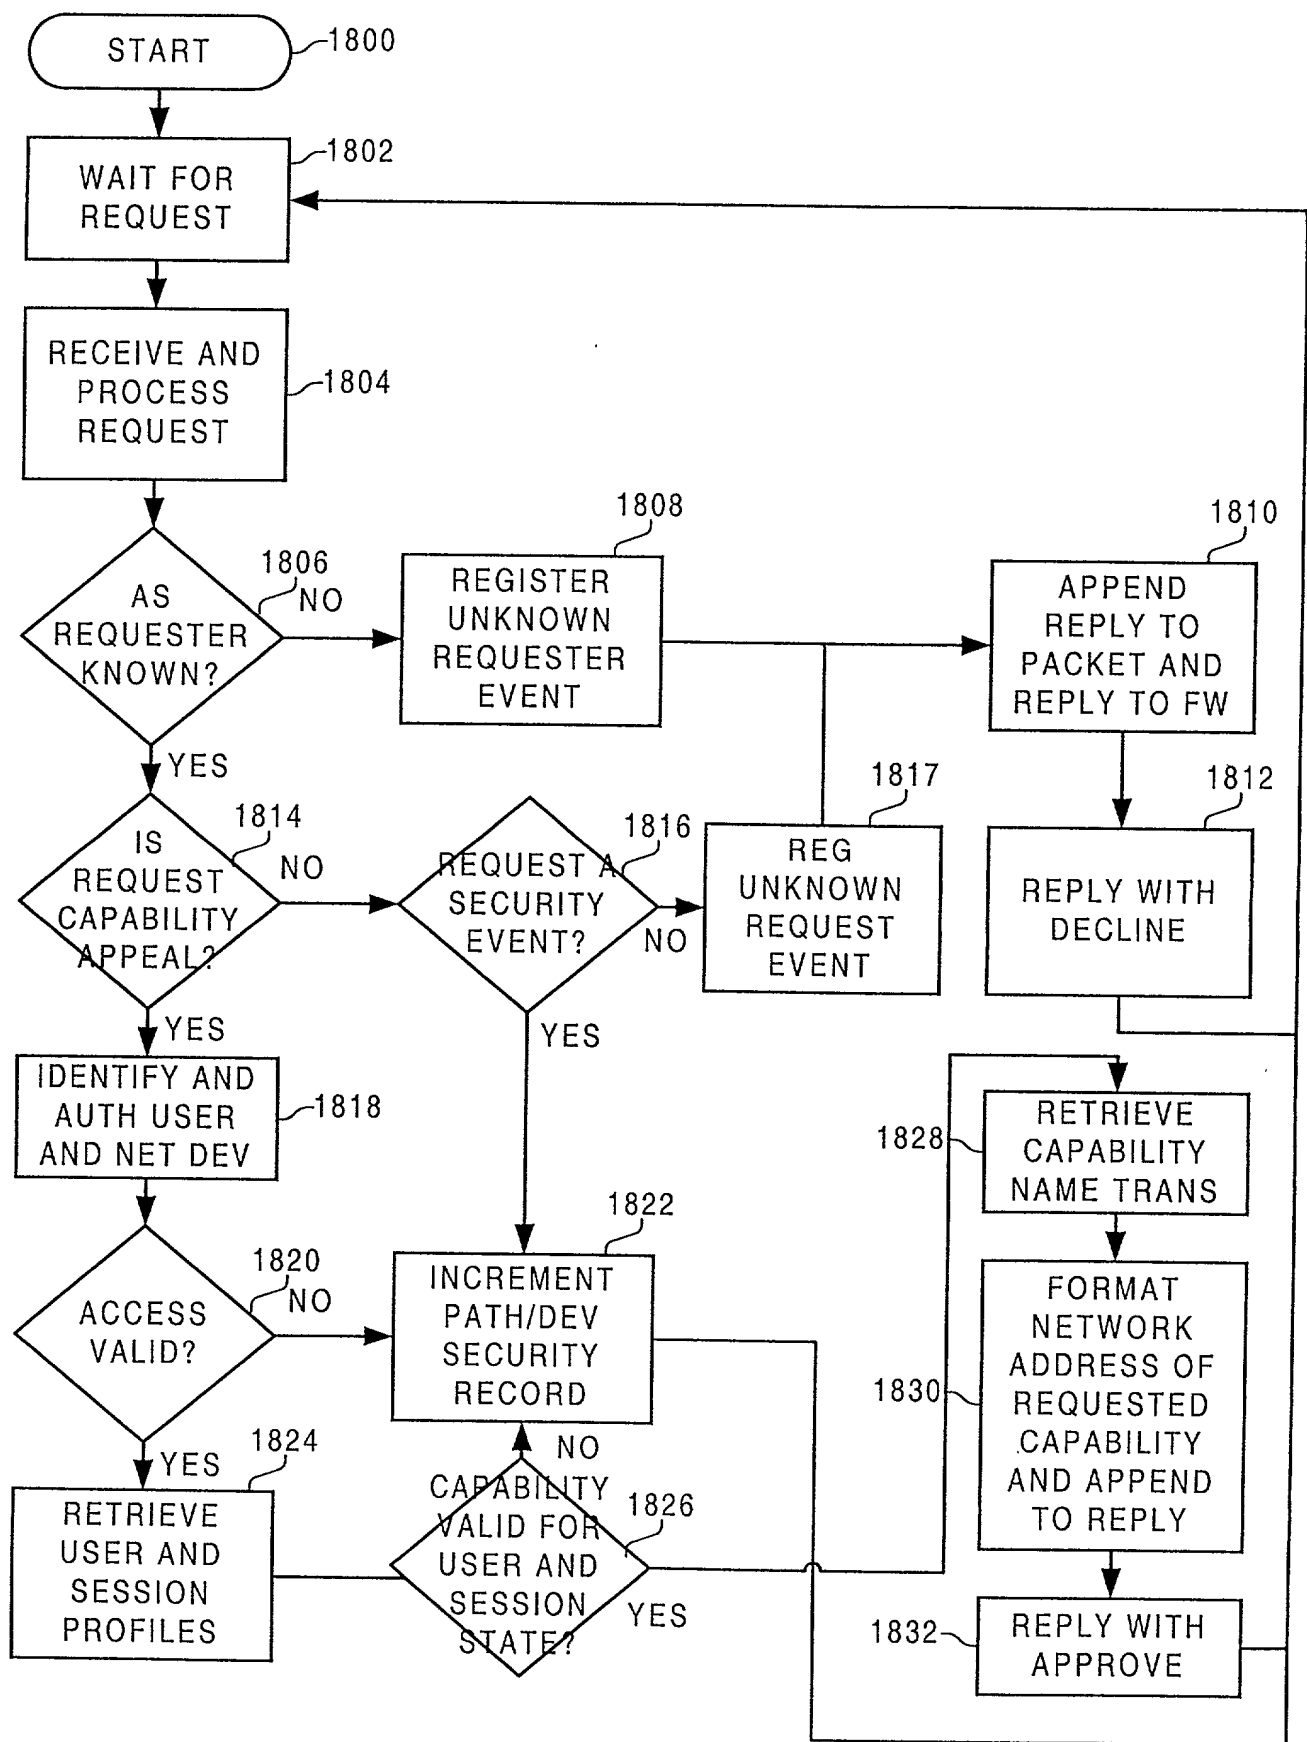 START
1800
WAIT FOR
REQUEST
1802
RECEIVE AND
PROCESS
REQUEST
1804
AS
REQUESTER
KNOWN?
1806
NO
YES
REGISTER
UNKNOWN
REQUESTER
EVENT
1808
APPEND
REPLY TO
PACKET AND
REPLY TO FW
1810
REPLY WITH
DECLINE
1812
IS
REQUEST
CAPABILITY
APPEAL?
1814
NO
YES
REQUEST A
SECURITY
EVENT?
1816
NO
YES
REG
UNKNOWN
REQUEST
EVENT
1817
IDENTIFY AND
AUTH USER
AND NET DEV
1818
ACCESS
VALID?
1820
NO
YES
INCREMENT
PATH/DEV
SECURITY
RECORD
1822
RETRIEVE
USER AND
SESSION
PROFILES
1824
NO
CAPABILITY
VALID FOR
USER AND
SESSION
STATE?
1826
YES
RETRIEVE
CAPABILITY
NAME TRANS
1828
FORMAT
NETWORK
ADDRESS OF
REQUESTED
CAPABILITY
AND APPEND
TO REPLY
1830
REPLY WITH
APPROVE
1832